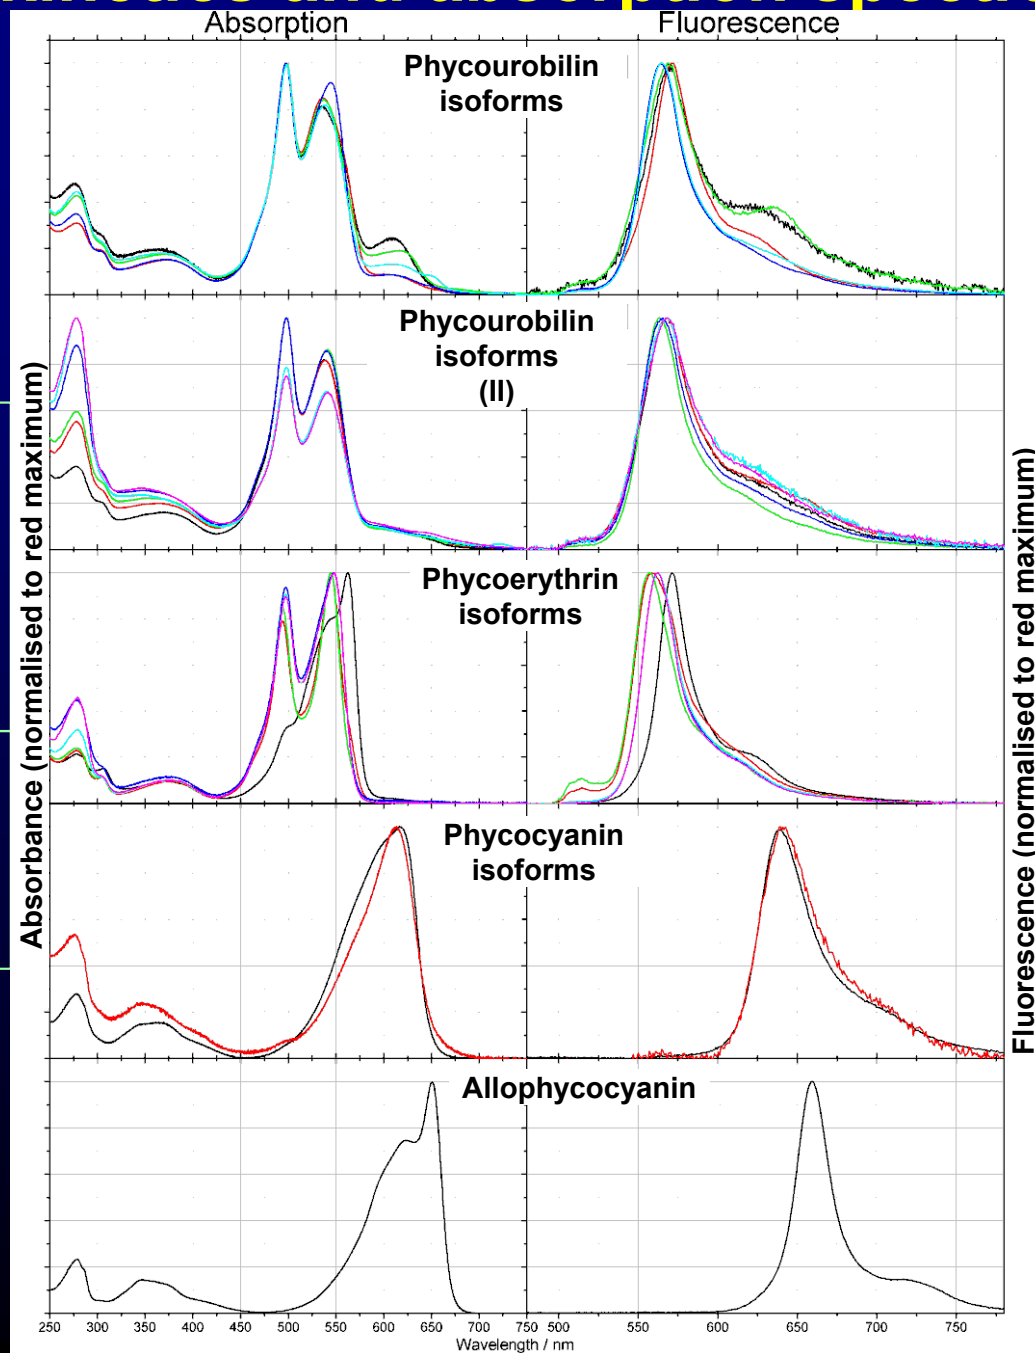 Absorption
Fluorescence
Phycourobilin
isoforms
Phycourobilin
isoforms
(II)
Phycoerythrin
isoforms
Phycocyanin
isoforms
Allophycocyanin
Absorbance (normalised to red maximum)
Fluorescence (normalised to red maximum)
250 300 350 400 450 500 550 600 650 700 750 500 550 600 650 700 750
Wavelength / nm